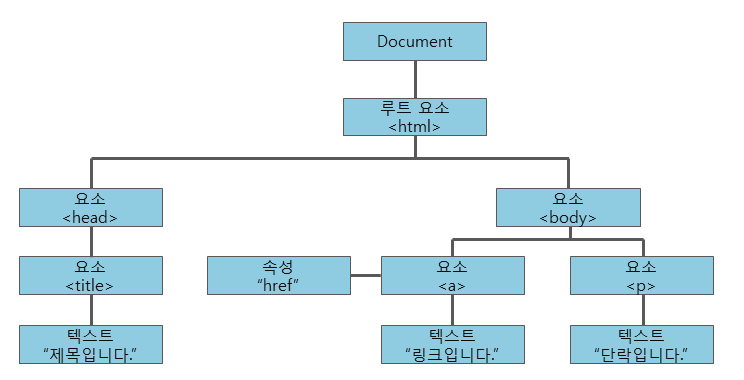 Document
루트 요소
<html>
요소
<head>
요소
<body>
요소
<title>
속성
“href”
요소
<a>
요소
<p>
텍스트
“제목입니다.”
텍스트
“링크입니다.”
텍스트
“단락입니다.”